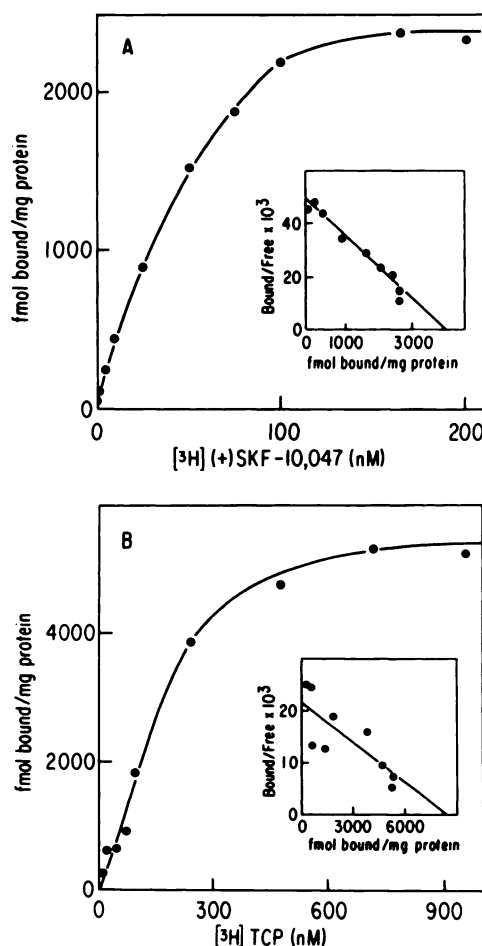 A
fmol bound/mg protein
2000
1000
0
0
100
200
[³H] (+)SKF-10,047 (nM)
Bound/Free × 10³
40
20
0
0
1000
3000
fmol bound/mg protein
B
fmol bound/mg protein
4000
2000
0
0
300
600
900
[³H] TCP (nM)
Bound/Free × 10³
20
10
0
0
3000
6000
fmol bound/mg protein